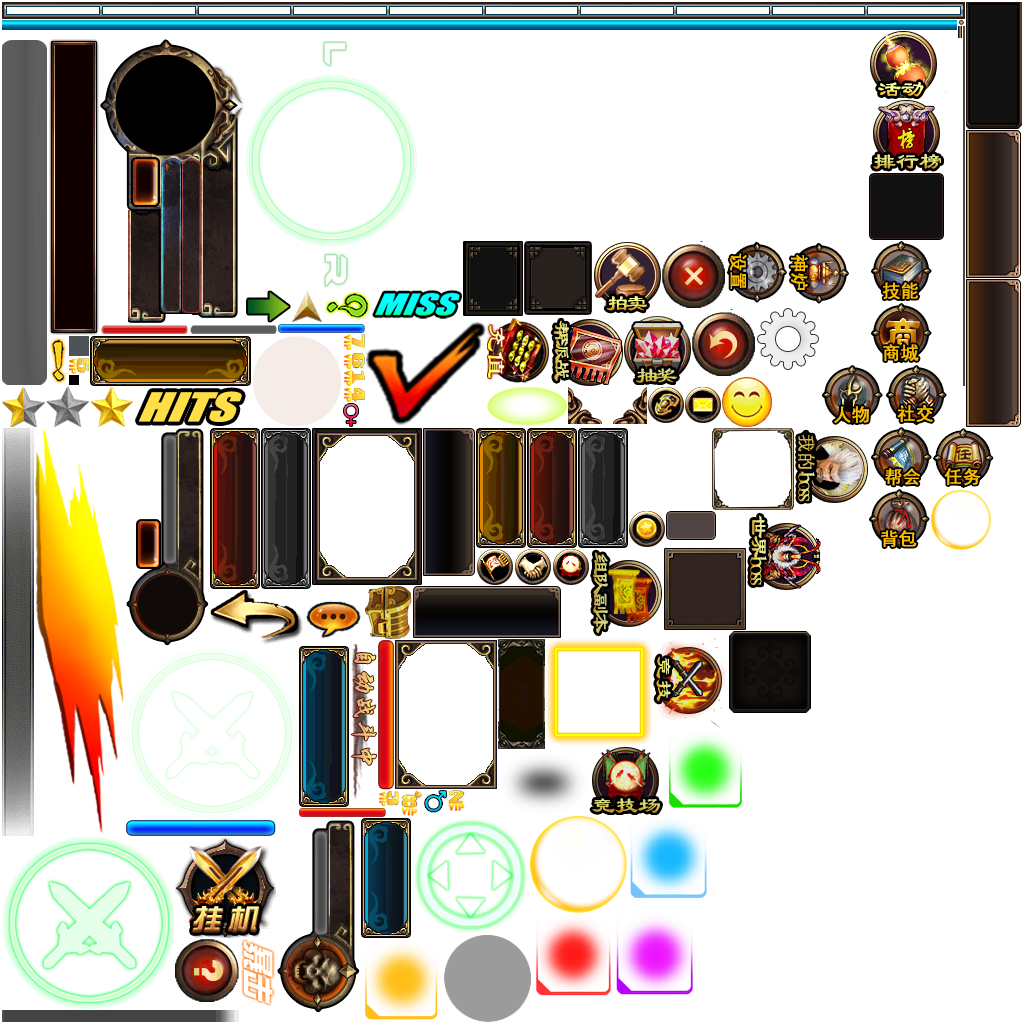 活动
排行榜
榜
拍卖
设置
神炉
技能
MISS
充值
抽奖
商城
HITS
人物
社交
我的boss
帮会
任务
世界boss
背包
组队副本
自动战斗中
竞技
竞技场
挂机
暴击
L
R